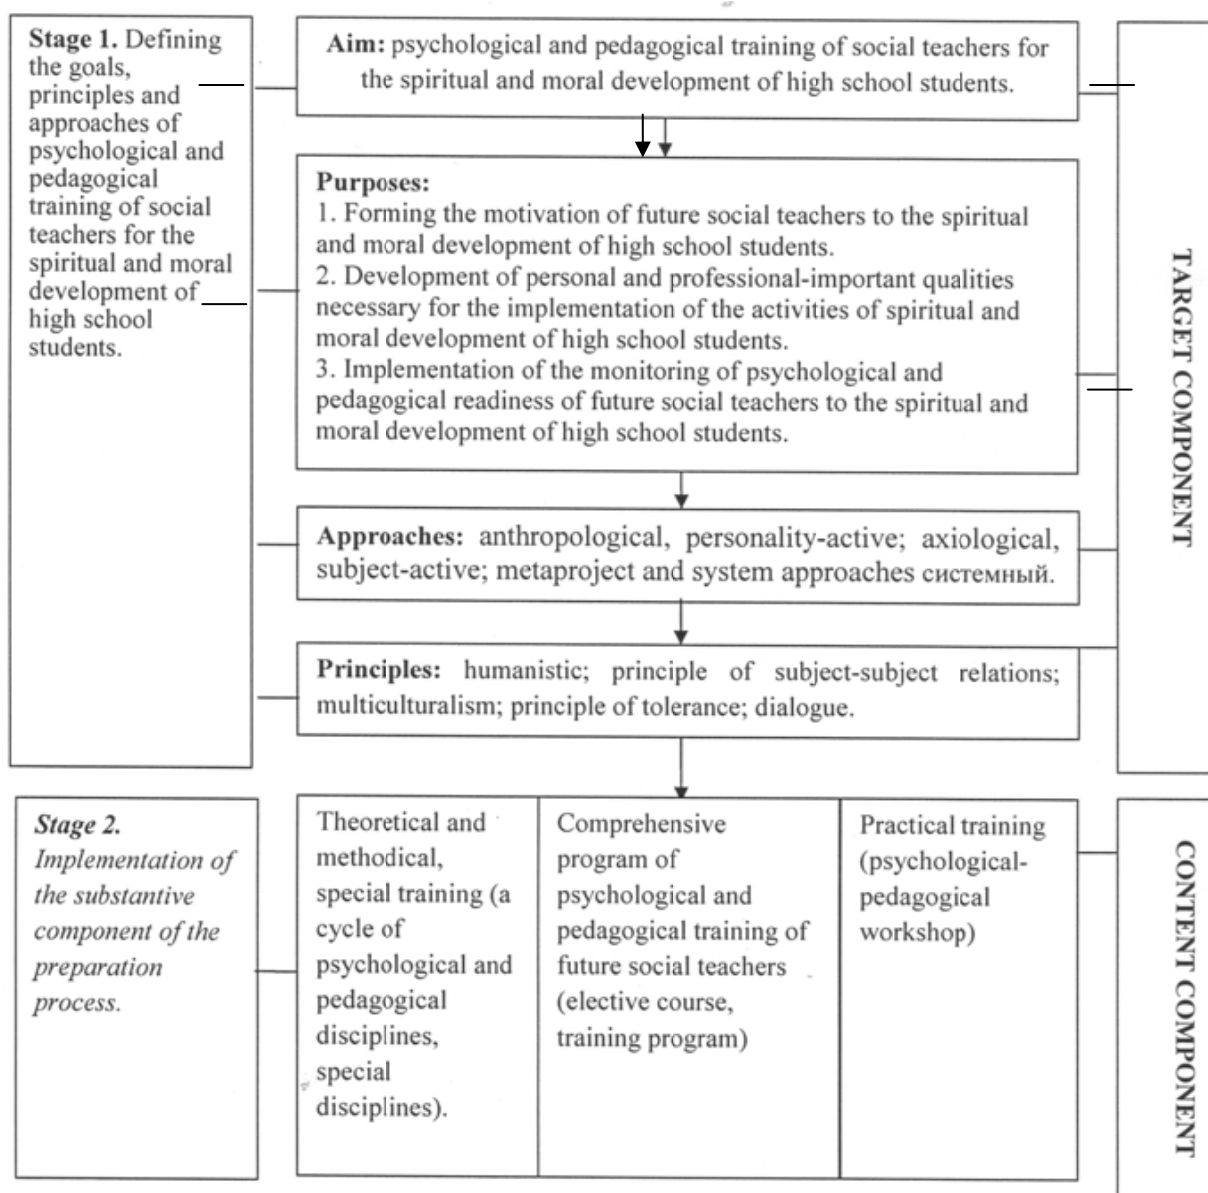 Stage 1. Defining
the goals,
principles and
approaches of
psychological and
pedagogical
training of social
teachers for the
spiritual and moral
development of
high school
students.
Aim: psychological and pedagogical training of social teachers for
the spiritual and moral development of high school students.
Purposes:
1. Forming the motivation of future social teachers to the spiritual
and moral development of high school students.
2. Development of personal and professional-important qualities
necessary for the implementation of the activities of spiritual and
moral development of high school students.
3. Implementation of the monitoring of psychological and
pedagogical readiness of future social teachers to the spiritual and
moral development of high school students.
Approaches: anthropological, personality-active; axiological,
subject-active; metaproject and system approaches системный.
Principles: humanistic; principle of subject-subject relations;
multiculturalism; principle of tolerance; dialogue.
TARGET COMPONENT
Stage 2.
Implementation of
the substantive
component of the
preparation
process.
Theoretical and
methodical,
special training (a
cycle of
psychological and
pedagogical
disciplines,
special
disciplines).
Comprehensive
program of
psychological and
pedagogical training of
future social teachers
(elective course,
training program)
Practical training
(psychological-
pedagogical
workshop)
CONTENT COMPONENT